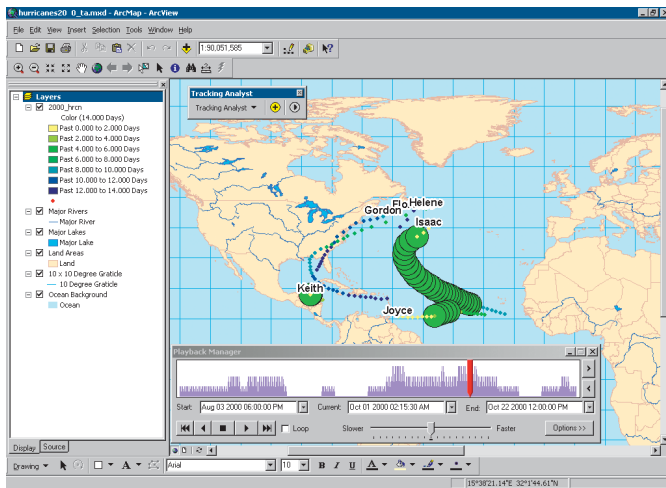 hurricanes20 0_ta.mxd - ArcMap - ArcView
File Edit View Insert Selection Tools Window Help
1:90,051,585
Layers
2000_hrcn
Color (14.000 Days)
Past 0.000 to 2.000 Days
Past 2.000 to 4.000 Days
Past 4.000 to 6.000 Days
Past 6.000 to 8.000 Days
Past 8.000 to 10.000 Days
Past 10.000 to 12.000 Days
Past 12.000 to 14.000 Days
Major Rivers
Major River
Major Lakes
Major Lake
Land Areas
Land
10 x 10 Degree Graticle
10 Degree Graticle
Ocean Background
Ocean
Display Source
Tracking Analyst
Tracking Analyst
Gordon Flo. Helene
Isaac
Keith
Joyce
Playback Manager
Start: Aug 03 2000 06:00:00 PM Current: Oct 01 2000 02:15:30 AM End: Oct 22 2000 12:00:00 PM
Loop Slower Faster Options >>
Drawing A Arial 10 B I U A
15°38'21.14"E 32°1'44.61"N